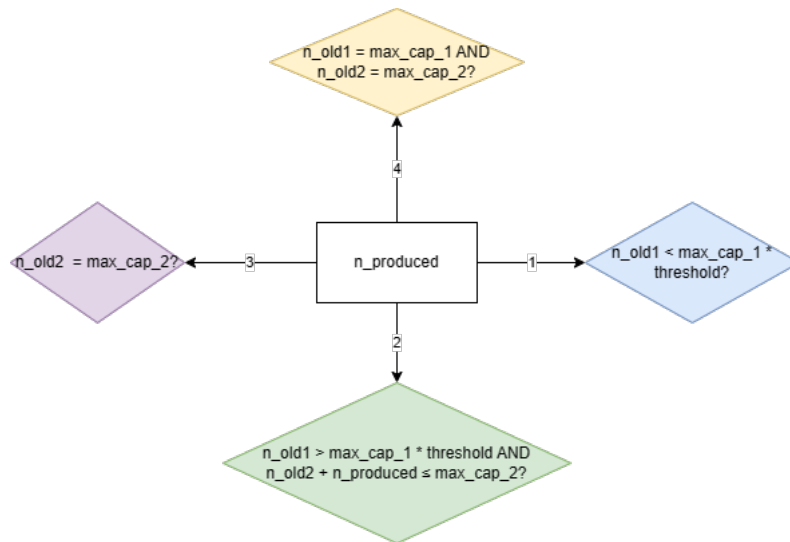 n_old1 = max_cap_1 AND
n_old2 = max_cap_2?
4
n_old2  = max_cap_2?
3
n_produced
1
n_old1 < max_cap_1 *
threshold?
2
n_old1 > max_cap_1 * threshold AND
n_old2 + n_produced ≤ max_cap_2?